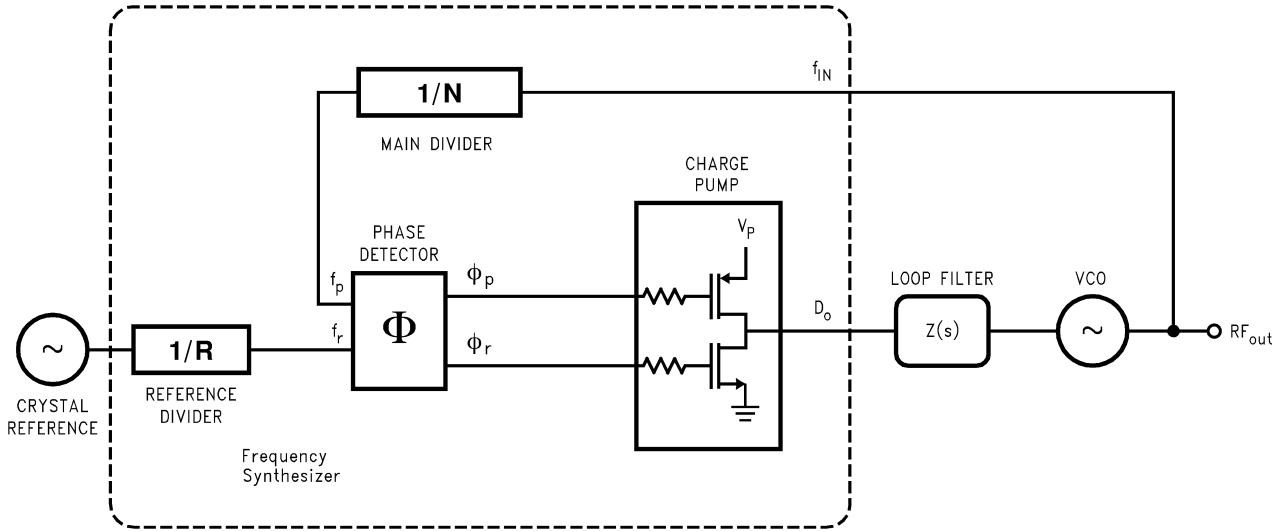 1/N
f_IN
MAIN DIVIDER
CHARGE
PUMP
V_P
PHASE
DETECTOR
f_p
f_r
Φ
ϕ_p
ϕ_r
D_o
LOOP FILTER
Z(s)
VCO
~
RF_out
~
1/R
CRYSTAL
REFERENCE
REFERENCE
DIVIDER
Frequency
Synthesizer